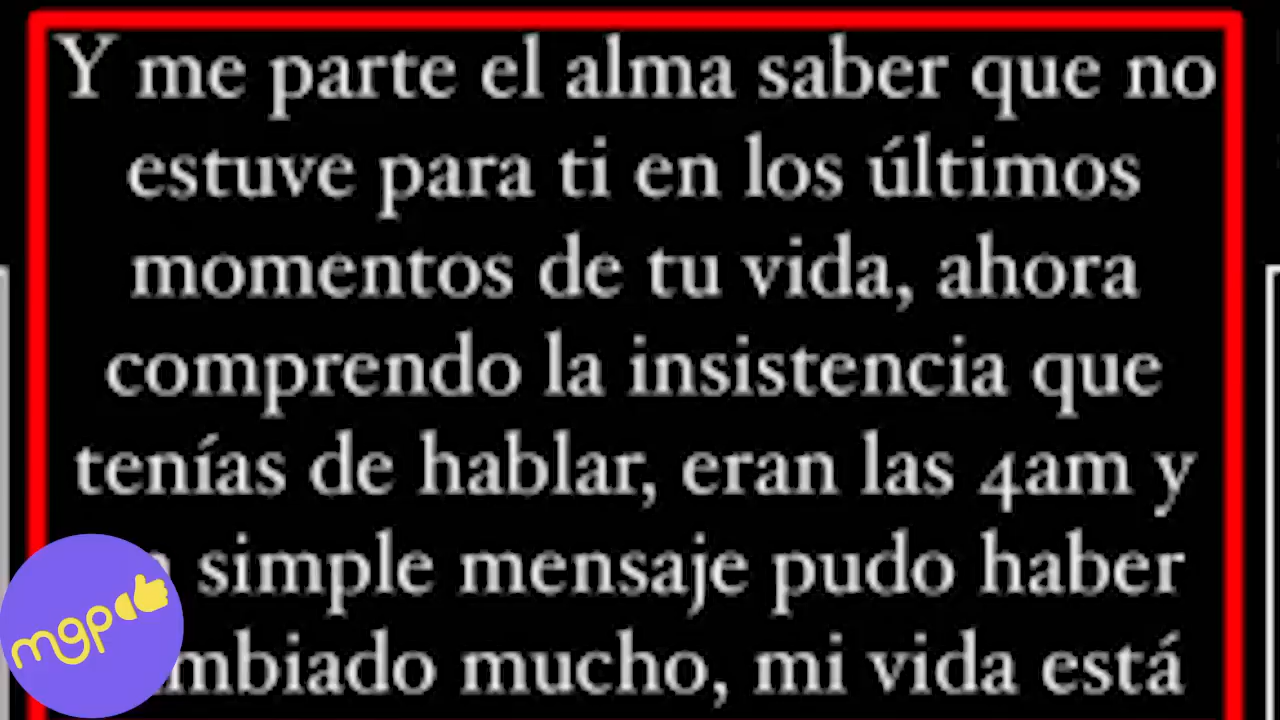 Y me parte el alma saber que no
estuve para ti en los últimos
momentos de tu vida, ahora
comprendo la insistencia que
tenías de hablar, eran las 4am y
simple mensaje pudo haber
mucho, mi vida está
mgp